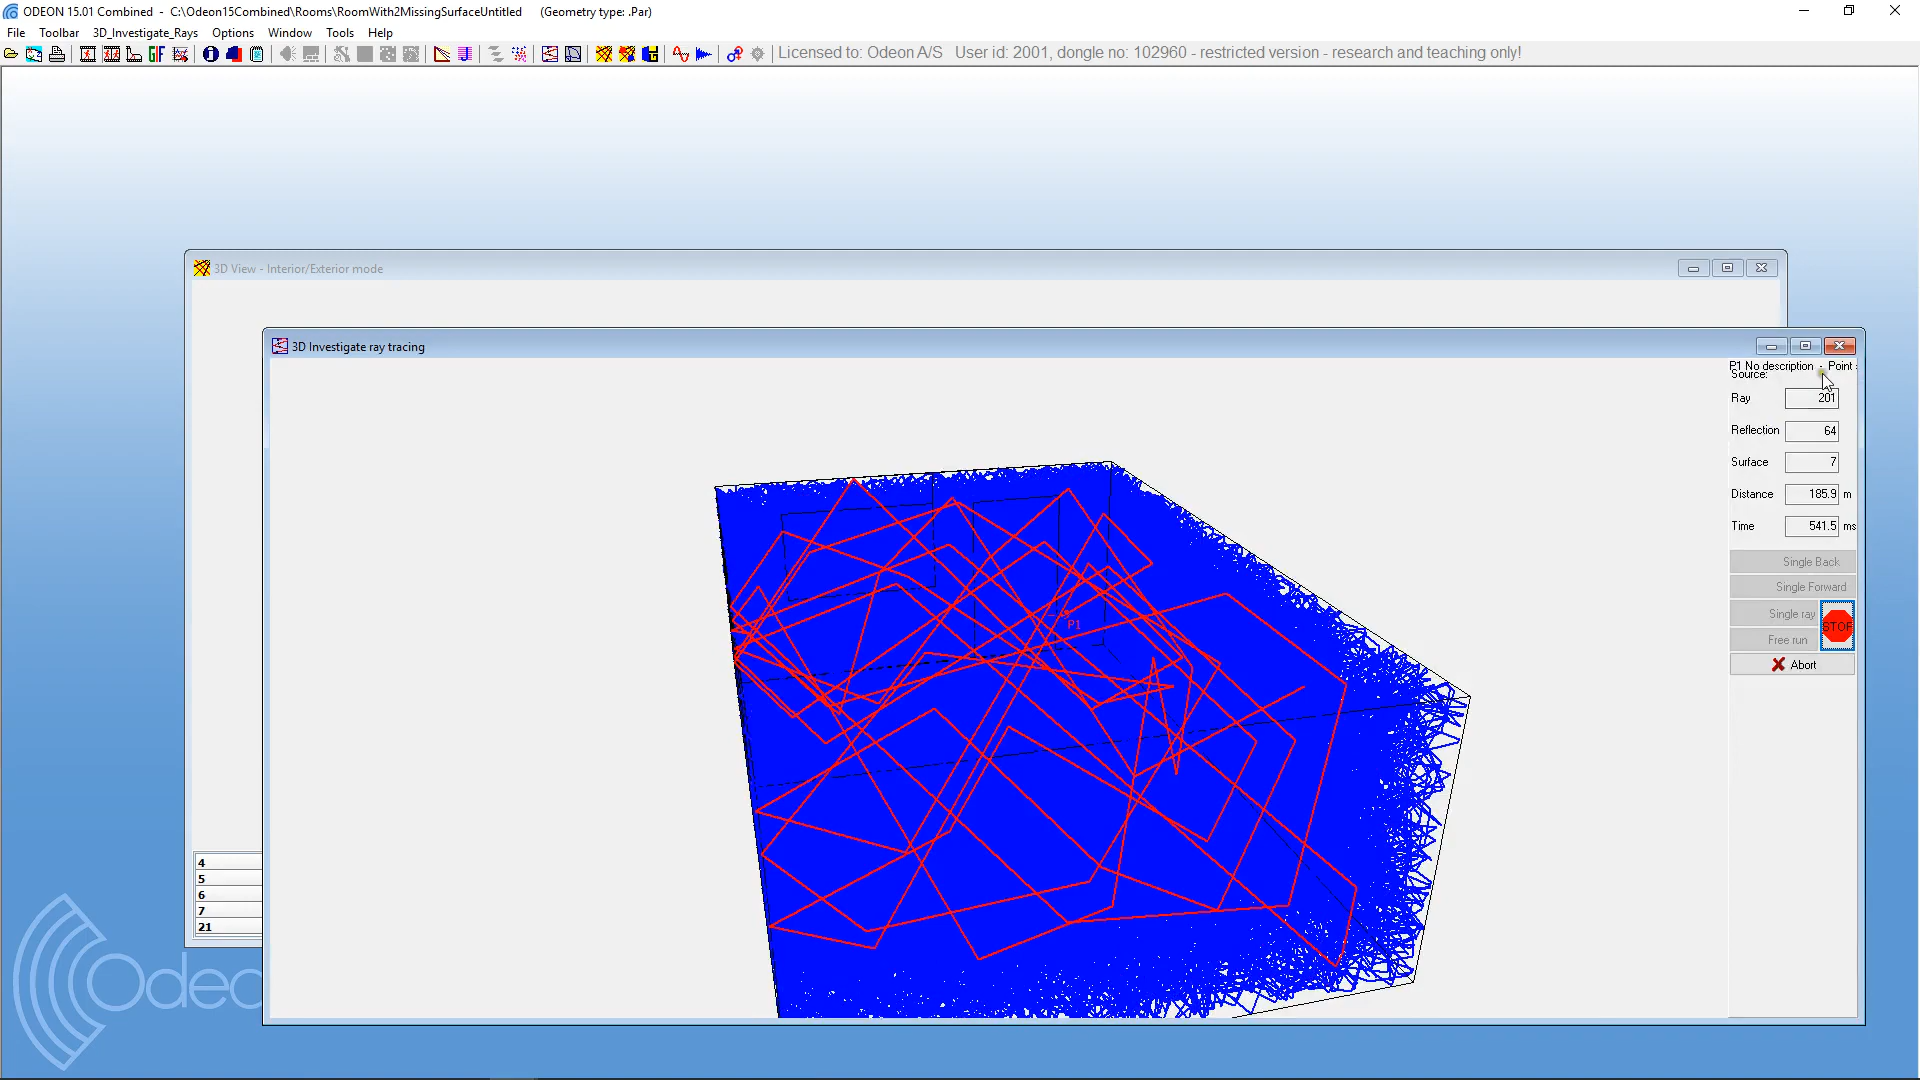 ODEON 15.01 Combined - C:\Odeon15Combined\Rooms\RoomWith2MissingSurfaceUntitled (Geometry type: .Par)
File Toolbar 3D_Investigate_Rays Options Window Tools Help
GIF Licensed to: Odeon A/S User id: 2001, dongle no: 102960 - restricted version - research and teaching only!
3D View - Interior/Exterior mode
3D Investigate ray tracing
P1 No description - Point
Source:
Ray 201
Reflection 64
Surface 7
Distance 185.9 m
Time 541.5 ms
Single Back
Single Forward
Single ray
STOP
Free run
Abort
P1
4
5
6
7
21